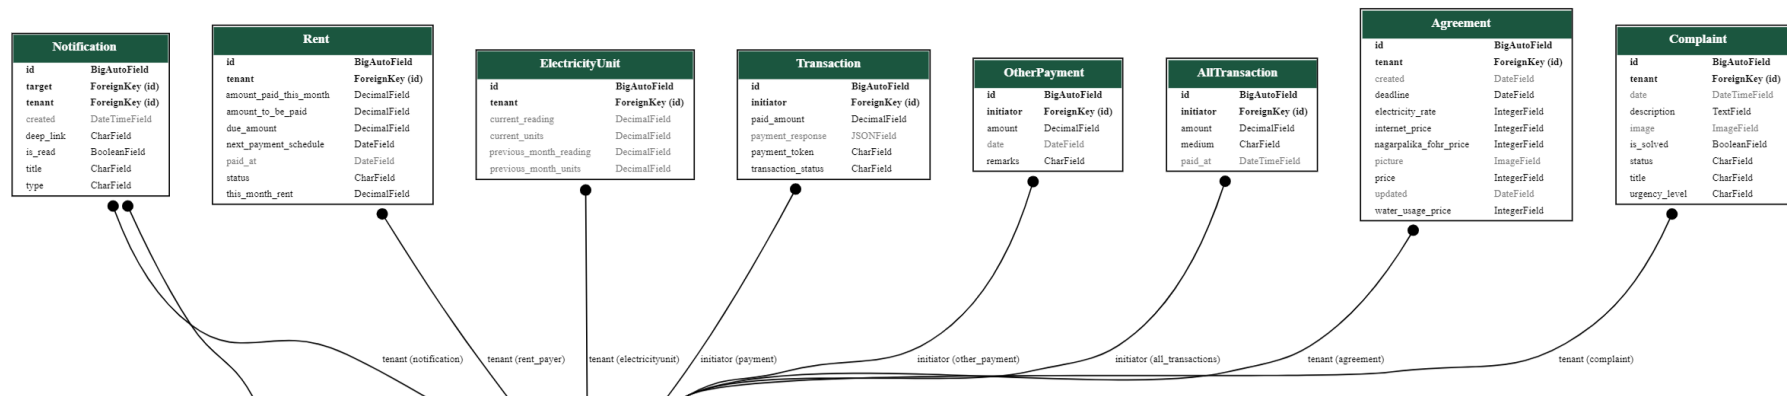 Notification
id BigAutoField
target ForeignKey (id)
tenant ForeignKey (id)
created DateTimeField
deep_link CharField
is_read BooleanField
title CharField
type CharField
Rent
id BigAutoField
tenant ForeignKey (id)
amount_paid_this_month DecimalField
amount_to_be_paid DecimalField
due_amount DecimalField
next_payment_schedule DateField
paid_at DateField
status CharField
this_month_rent DecimalField
ElectricityUnit
id BigAutoField
tenant ForeignKey (id)
current_reading DecimalField
current_units DecimalField
previous_month_reading DecimalField
previous_month_units DecimalField
Transaction
id BigAutoField
initiator ForeignKey (id)
paid_amount DecimalField
payment_response JSONField
payment_token CharField
transaction_status CharField
OtherPayment
id BigAutoField
initiator ForeignKey (id)
amount DecimalField
date DateField
remarks CharField
AllTransaction
id BigAutoField
initiator ForeignKey (id)
amount DecimalField
medium CharField
paid_at DateTimeField
Agreement
id BigAutoField
tenant ForeignKey (id)
created DateField
deadline DateField
electricity_rate IntegerField
internet_price IntegerField
nagarpalika_fohr_price IntegerField
picture ImageField
price IntegerField
updated DateField
water_usage_price IntegerField
Complaint
id BigAutoField
tenant ForeignKey (id)
date DateTimeField
description TextField
image ImageField
is_solved BooleanField
status CharField
title CharField
urgency_level CharField
tenant (notification)
tenant (rent_payer)
tenant (electricityunit)
initiator (payment)
initiator (other_payment)
initiator (all_transactions)
tenant (agreement)
tenant (complaint)